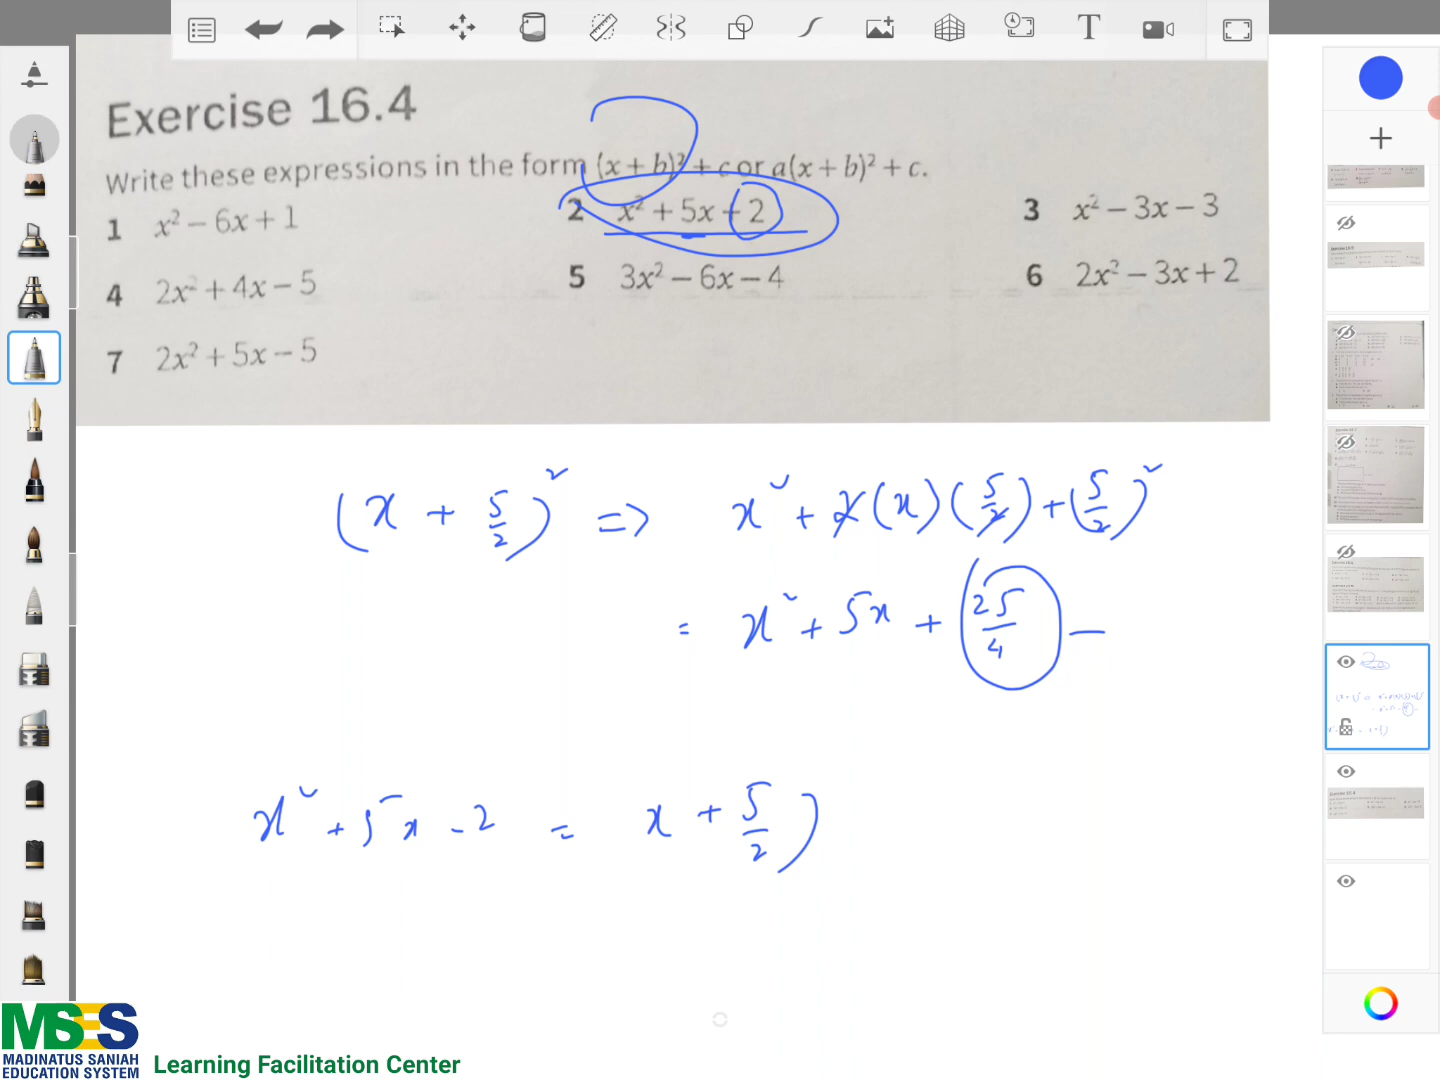 Exercise 16.4
Write these expressions in the form (x + b)² + c or a(x + b)² + c.
1 x² – 6x + 1
2 x² + 5x + 2
3 x² – 3x – 3
4 2x² + 4x – 5
5 3x² – 6x – 4
6 2x² – 3x + 2
7 2x² + 5x – 5
(x + 5/2)² => x² + 2(x)(5/2) + (5/2)²
= x² + 5x + 25/4 –
x² + 5x - 2 = x + 5/2)
MSES
MADINATUS SANIAH
EDUCATION SYSTEM
Learning Facilitation Center